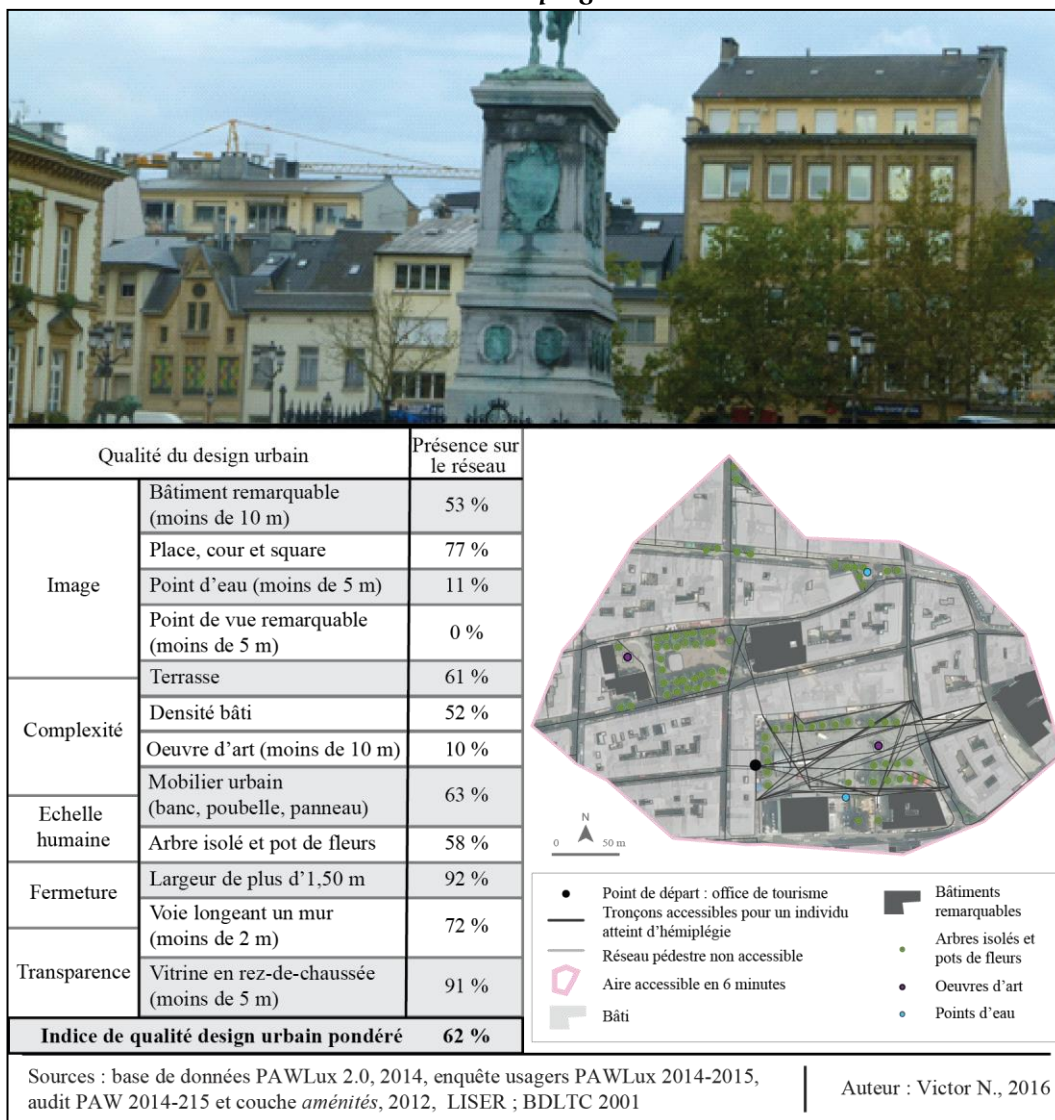 Qualité du design urbain
Présence sur
le réseau
Image
Bâtiment remarquable
(moins de 10 m)
53 %
Place, cour et square
77 %
Point d'eau (moins de 5 m)
11 %
Point de vue remarquable
(moins de 5 m)
0 %
Complexité
Terrasse
61 %
Densité bâti
52 %
Oeuvre d'art (moins de 10 m)
10 %
Mobilier urbain
(banc, poubelle, panneau)
63 %
Echelle
humaine
Arbre isolé et pot de fleurs
58 %
Fermeture
Largeur de plus d'1,50 m
92 %
Voie longeant un mur
(moins de 2 m)
72 %
Transparence
Vitrine en rez-de-chaussée
(moins de 5 m)
91 %
Indice de qualité design urbain pondéré
62 %
N
0 50 m
Point de départ : office de tourisme
Tronçons accessibles pour un individu
atteint d'hémiplégie
Réseau pédestre non accessible
Aire accessible en 6 minutes
Bâti
Bâtiments
remarquables
Arbres isolés et
pots de fleurs
Oeuvres d'art
Points d'eau
Sources : base de données PAWLux 2.0, 2014, enquête usagers PAWLux 2014-2015,
audit PAW 2014-215 et couche aménités, 2012, LISER ; BDLTC 2001
Auteur : Victor N., 2016